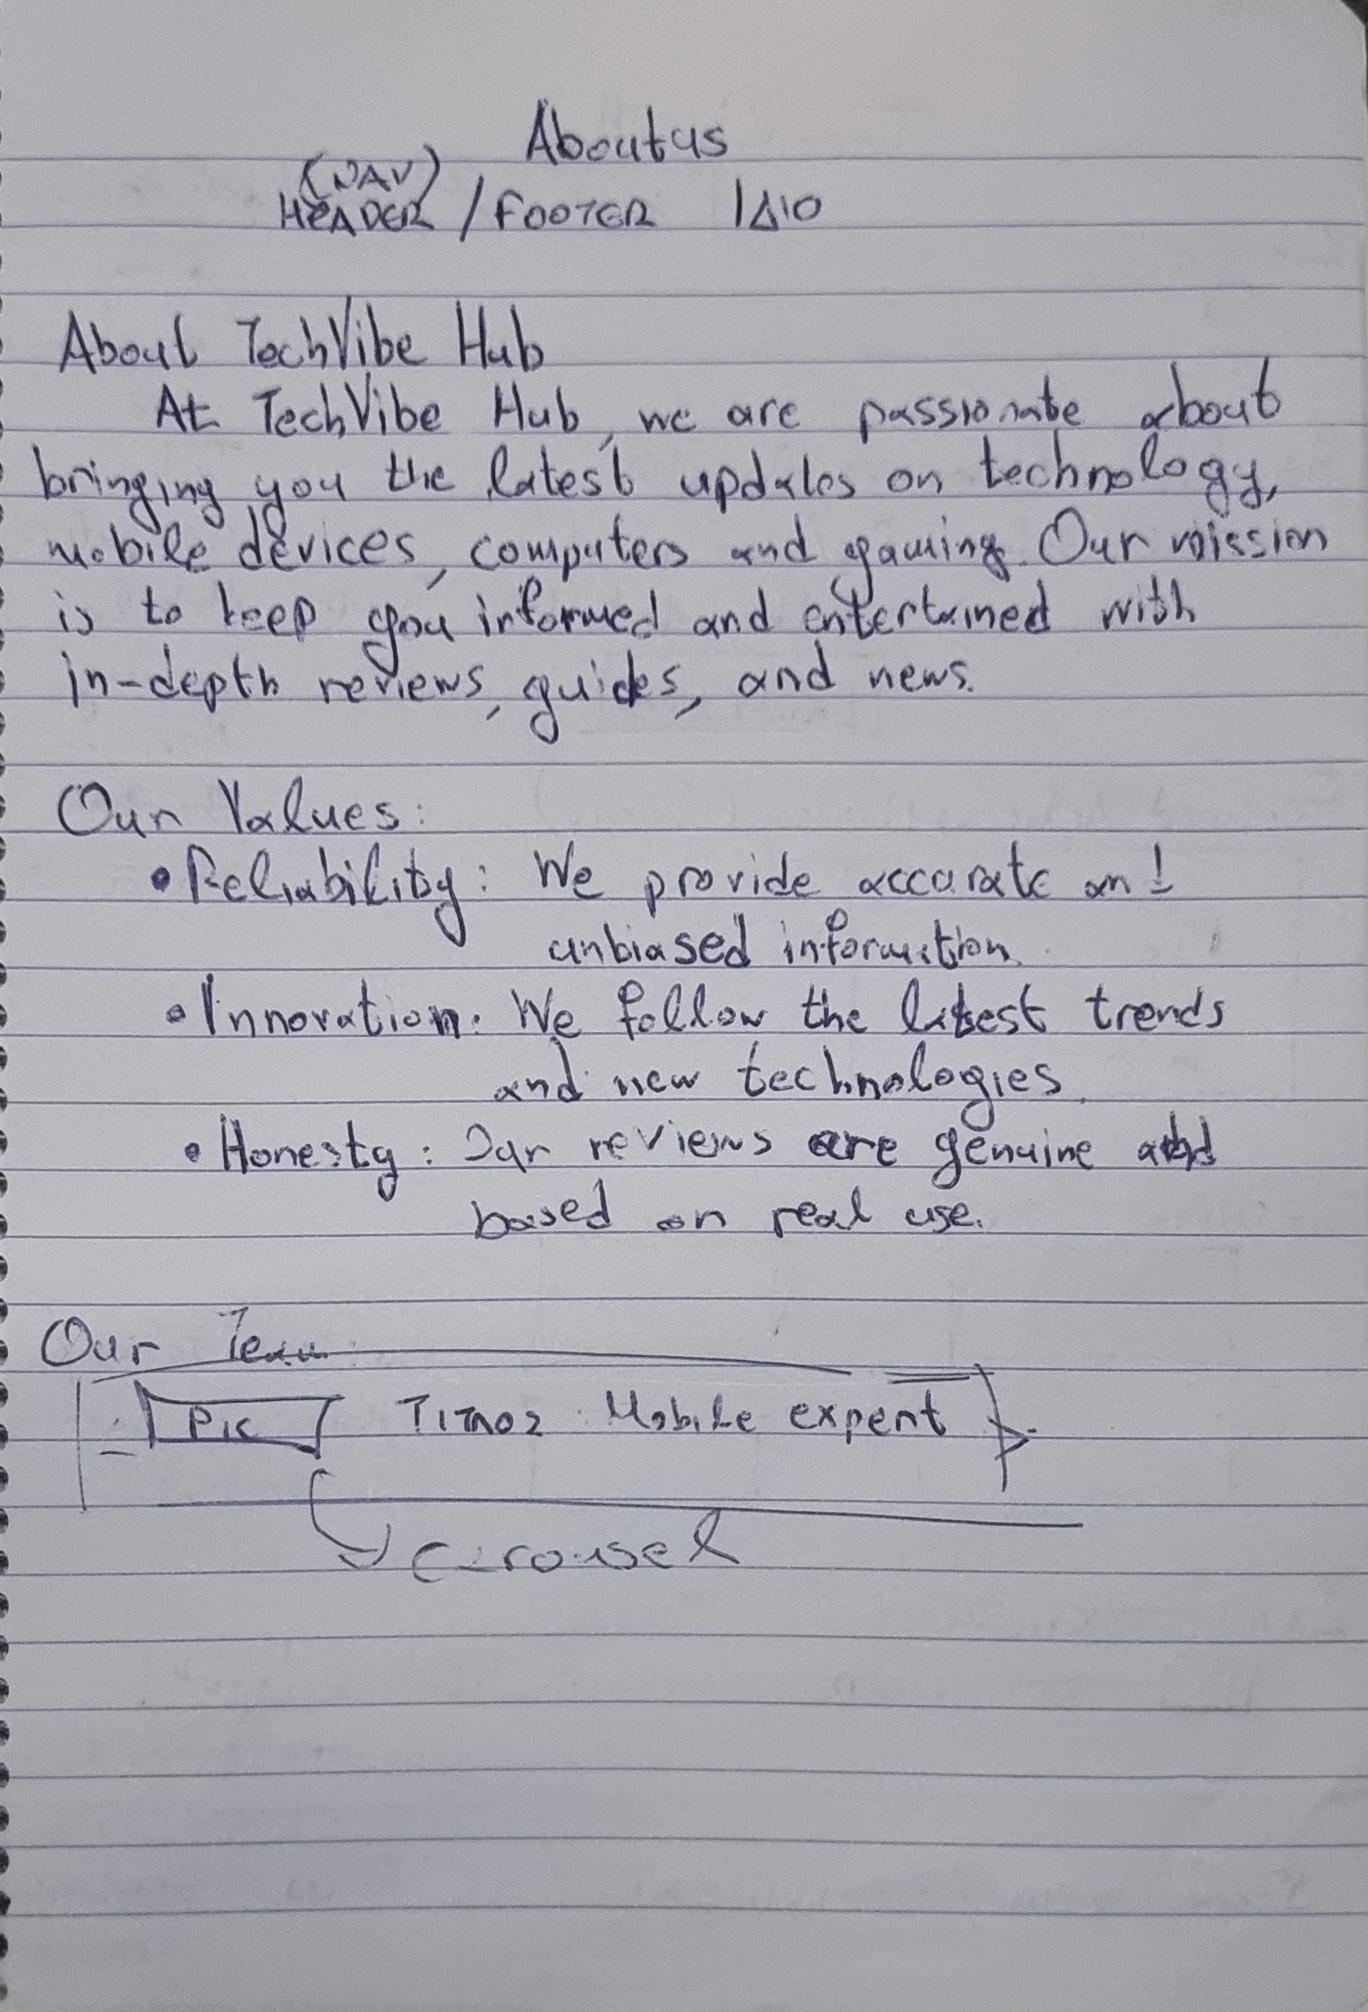 About us
(NAV)
HEADER / FOOTER ΙΔΙΟ
About TechVibe Hub
At TechVibe Hub, we are passionate about
bringing you the latest updates on technology,
mobile devices, computers and gaming. Our mission
is to keep you informed and entertained with
in-depth reviews, guides, and news.
Our Values:
• Reliability: We provide accurate and
unbiased information.
• Innovation: We follow the latest trends
and new technologies.
• Honesty: Our reviews are genuine and
based on real use.
Our Team:
Pic Mobile expert
carousel